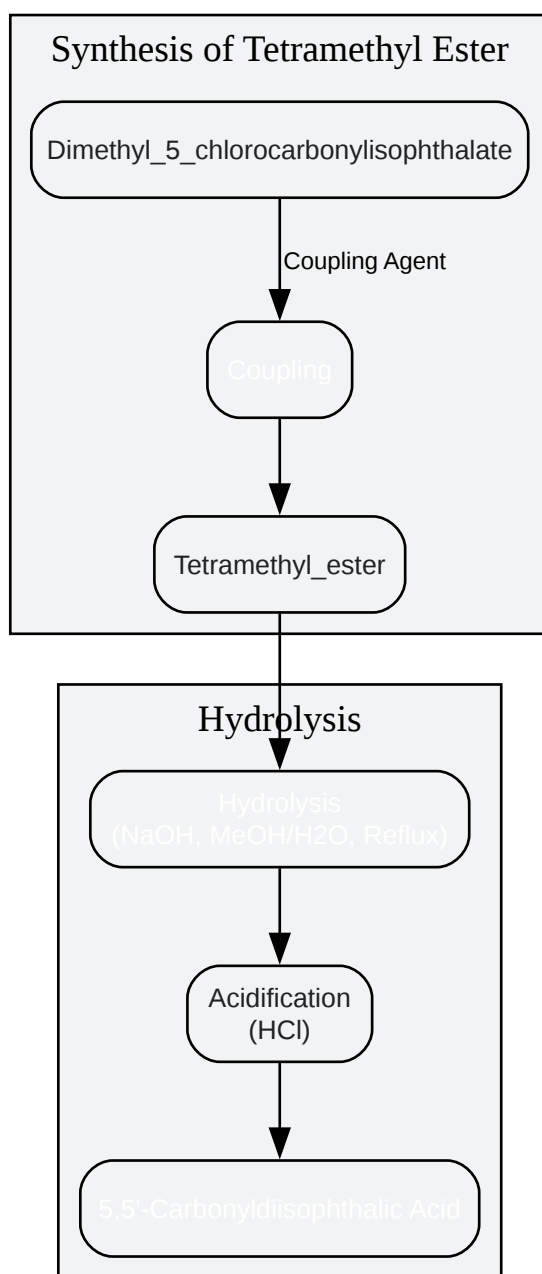 Synthesis of Tetramethyl Ester
Dimethyl_5_chlorocarbonylisophthalate
Coupling Agent
Coupling
Tetramethyl_ester
Hydrolysis
Hydrolysis
(NaOH, MeOH/H2O, Reflux)
Acidification
(HCl)
5,5'-Carbonyldiisophthalic Acid